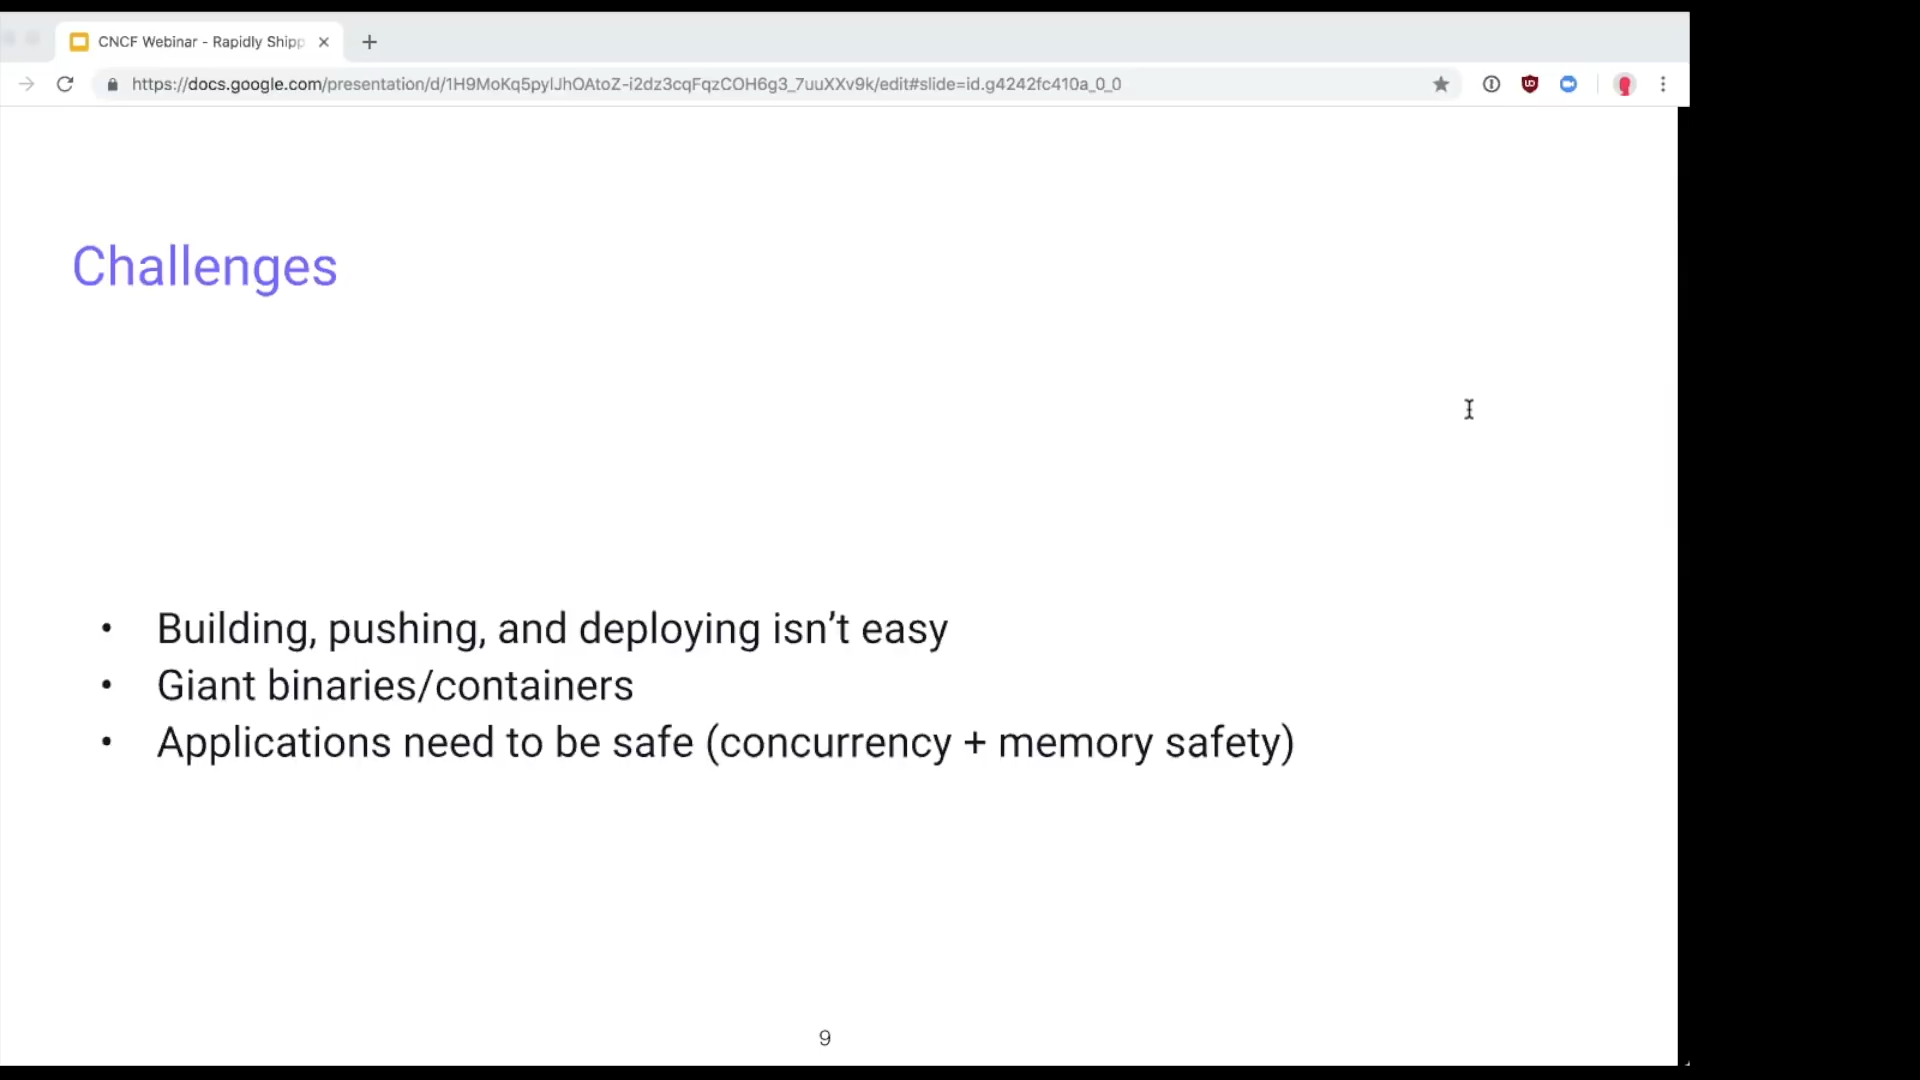 CNCF Webinar - Rapidly Shipp
https://docs.google.com/presentation/d/1H9MoKq5pylJhOAtoZ-i2dz3cqFqzCOH6g3_7uuXXv9k/edit#slide=id.g4242fc410a_0_0
Challenges
• Building, pushing, and deploying isn’t easy
• Giant binaries/containers
• Applications need to be safe (concurrency + memory safety)
9